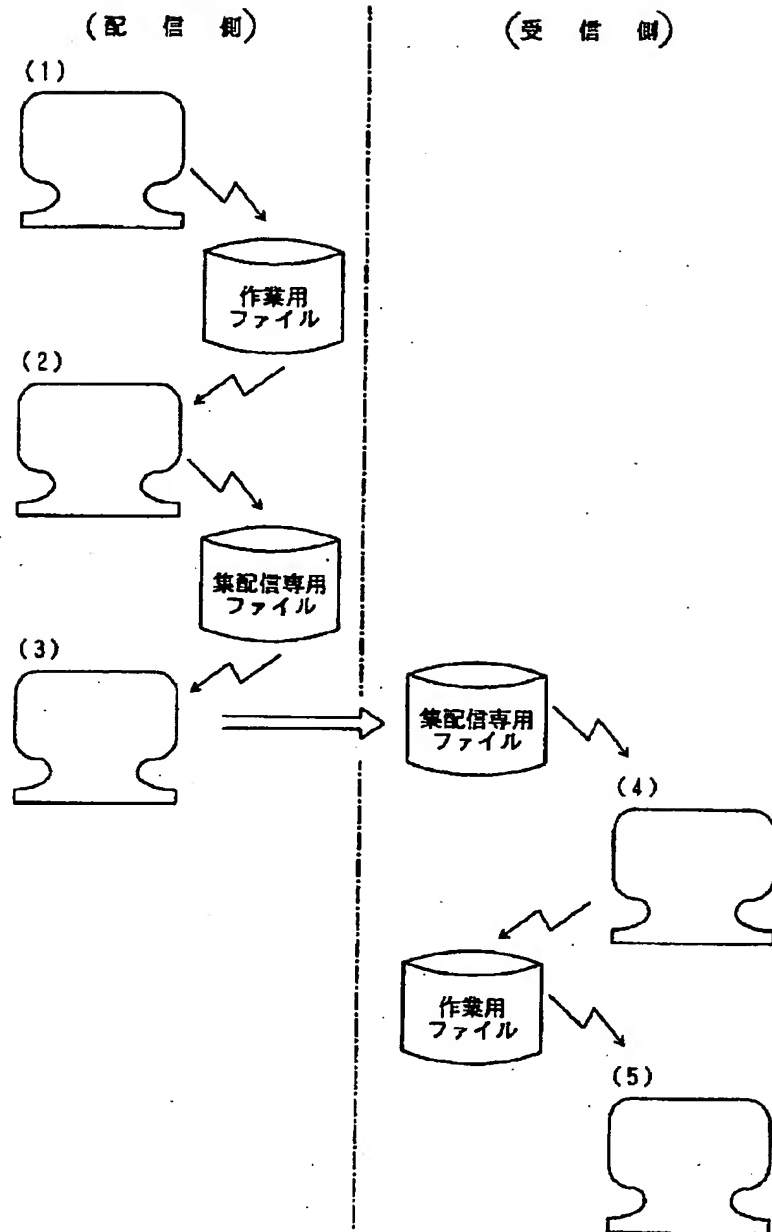 (配信側)
(受信側)
(1)
作業用
ファイル
(2)
集配信専用
ファイル
(3)
集配信専用
ファイル
(4)
作業用
ファイル
(5)